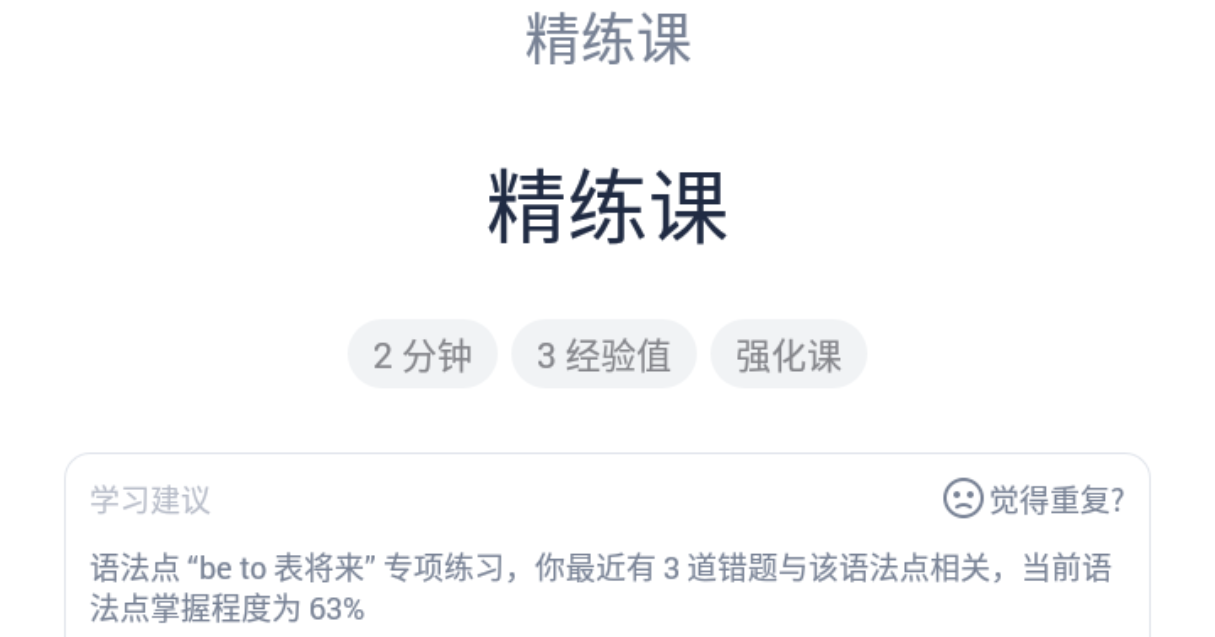 精练课
精练课
2 分钟
3 经验值
强化课
学习建议
觉得重复?
语法点 “be to 表将来” 专项练习，你最近有 3 道错题与该语法点相关，当前语
法点掌握程度为 63%